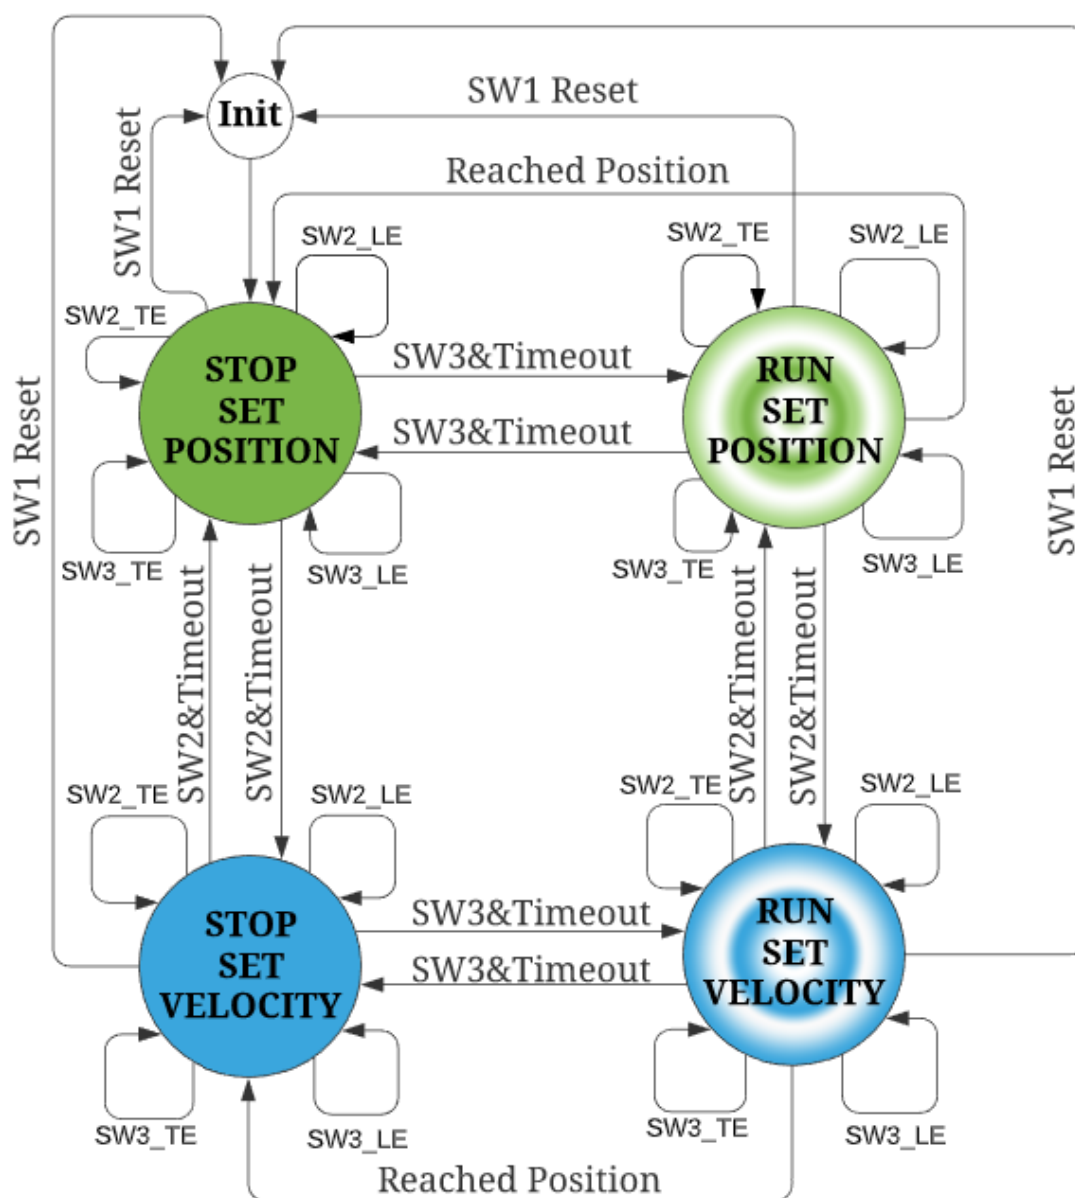 SW1 Reset
Init
SW1 Reset
Reached Position
SW1 Reset
SW2_LE
SW2_TE
SW2_LE
SW2_TE
STOP
SET
POSITION
SW3&Timeout
SW3&Timeout
RUN
SET
POSITION
SW1 Reset
SW1 Reset
SW3_TE
SW3_LE
SW3_TE
SW3_LE
SW2&Timeout
SW2&Timeout
SW2&Timeout
SW2&Timeout
SW2_TE
SW2_LE
SW2_TE
SW2_LE
STOP
SET
VELOCITY
SW3&Timeout
SW3&Timeout
RUN
SET
VELOCITY
SW3_TE
SW3_LE
SW3_TE
SW3_LE
Reached Position